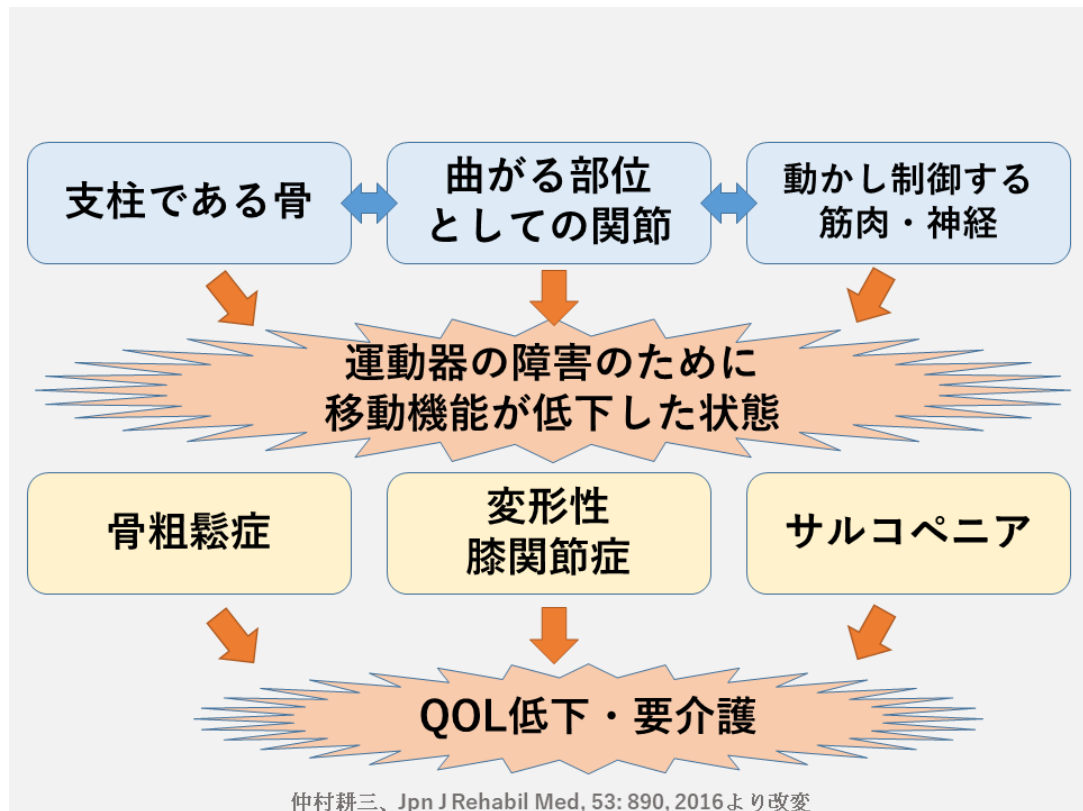 支柱である骨
曲がる部位
としての関節
動かし制御する
筋肉・神経
運動器の障害のために
移動機能が低下した状態
骨粗鬆症
変形性
膝関節症
サルコペニア
QOL低下・要介護
仲村耕三、Jpn J Rehabil Med, 53: 890, 2016より改変